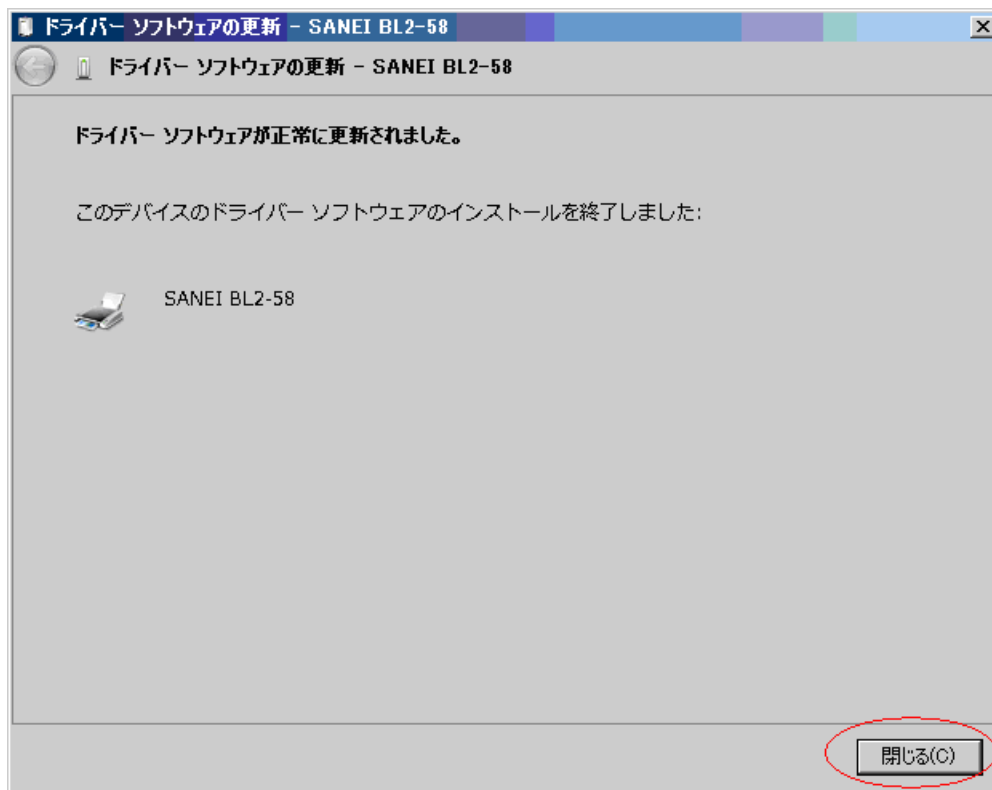 ドライバー ソフトウェアの更新 - SANEI BL2-58
ドライバー ソフトウェアの更新 - SANEI BL2-58
ドライバー ソフトウェアが正常に更新されました。
このデバイスのドライバー ソフトウェアのインストールを終了しました:
SANEI BL2-58
閉じる(C)